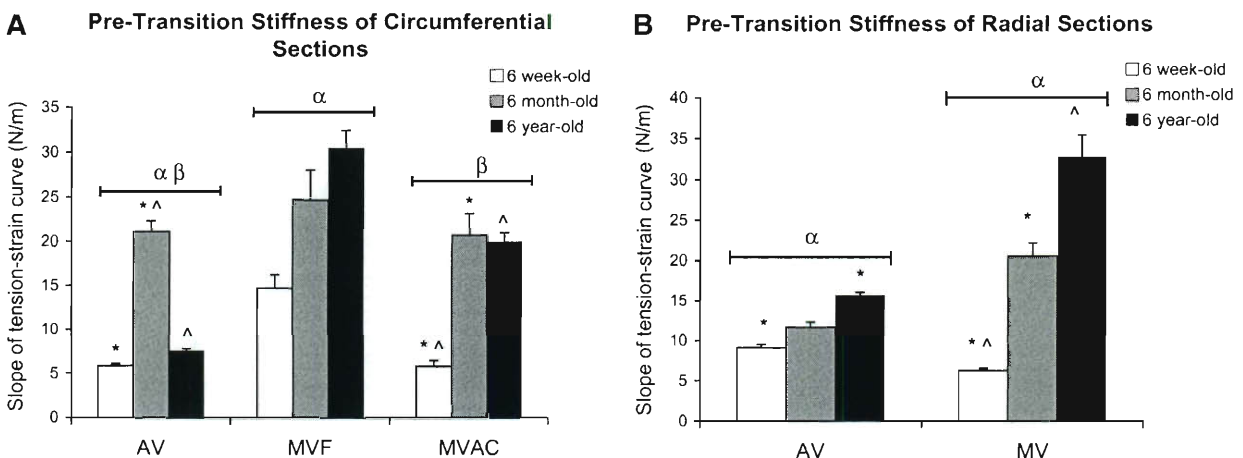 A
Pre-Transition Stiffness of Circumferential
Sections
6 week-old
6 month-old
6 year-old
Slope of tension-strain curve (N/m)
35
30
25
20
15
10
5
0
α β
α
β
* ^
*
^
*
^
* ^
AV
MVF
MVAC
B
Pre-Transition Stiffness of Radial Sections
6 week-old
6 month-old
6 year-old
Slope of tension-strain curve (N/m)
40
35
30
25
20
15
10
5
0
α
α
*
*
* ^
*
^
AV
MV